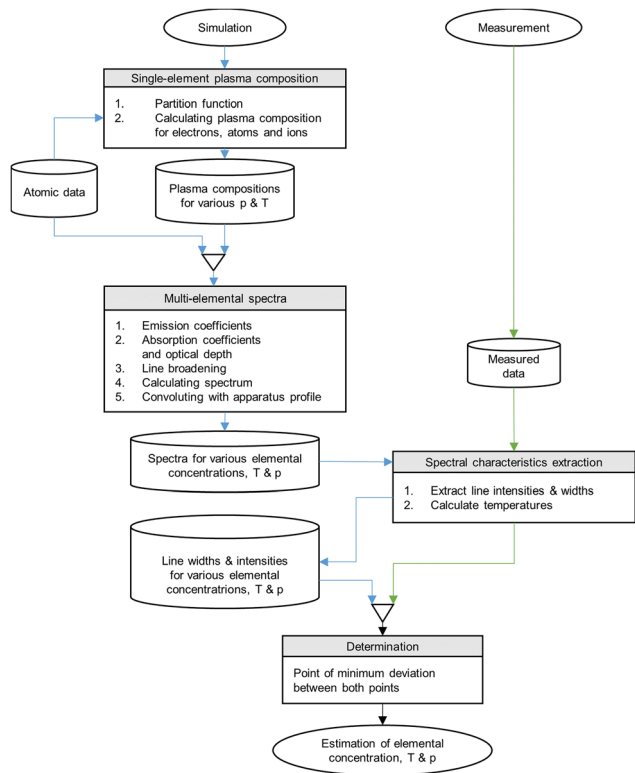 Simulation
Measurement
Single-element plasma composition
1. Partition function
2. Calculating plasma composition
for electrons, atoms and ions
Atomic data
Plasma compositions
for various p & T
Multi-elemental spectra
1. Emission coefficients
2. Absorption coefficients
and optical depth
3. Line broadening
4. Calculating spectrum
5. Convoluting with apparatus profile
Measured
data
Spectra for various elemental
concentrations, T & p
Spectral characteristics extraction
1. Extract line intensities & widths
2. Calculate temperatures
Line widths & intensities
for various elemental
concentratrions, T & p
Determination
Point of minimum deviation
between both points
Estimation of elemental
concentration, T & p